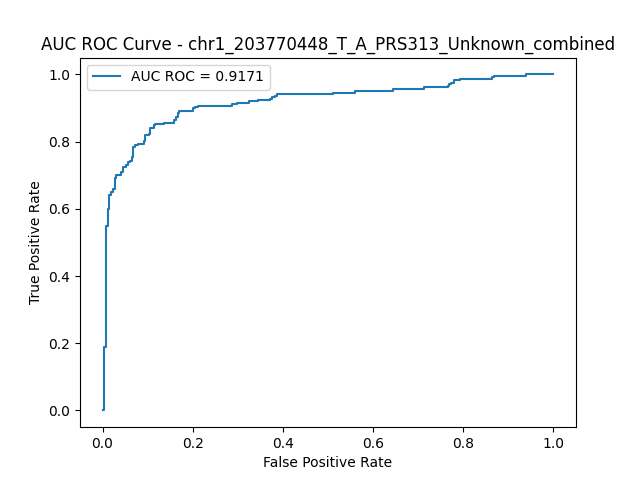 AUC ROC Curve - chr1_203770448_T_A_PRS313_Unknown_combined
AUC ROC = 0.9171
1.0
0.8
0.6
0.4
0.2
0.0
True Positive Rate
0.0 0.2 0.4 0.6 0.8 1.0
False Positive Rate